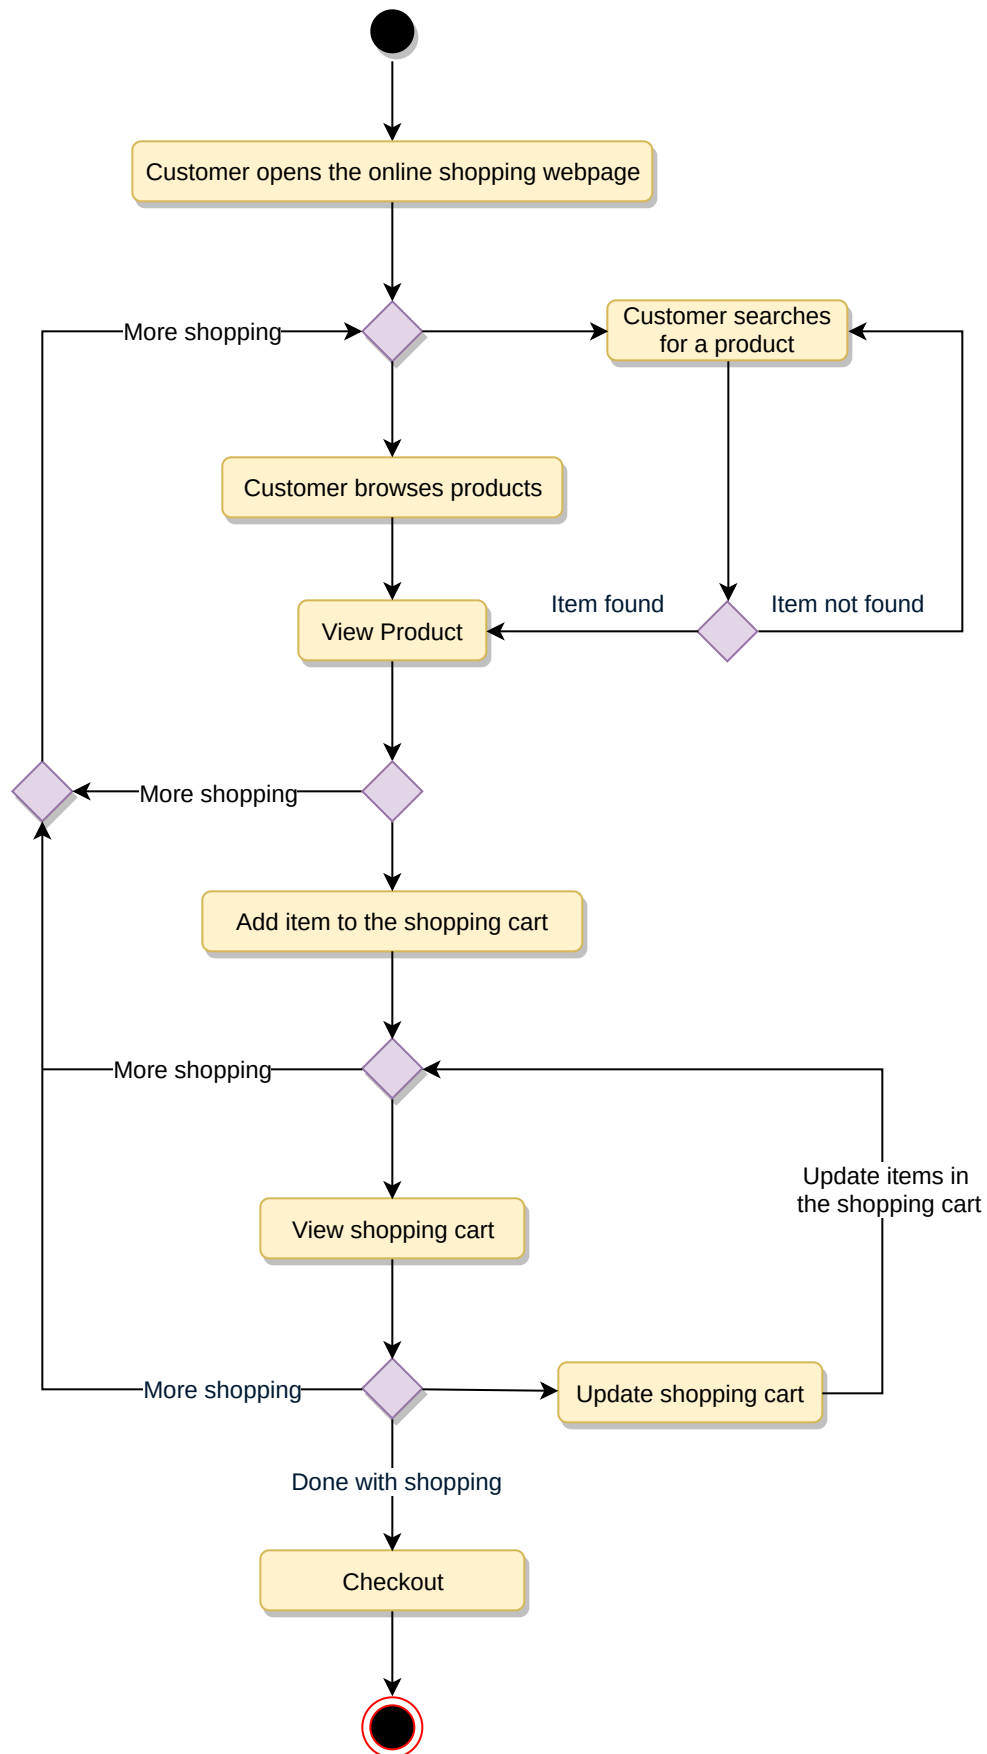 Customer opens the online shopping webpage
More shopping
Customer searches
for a product
Customer browses products
Item found
Item not found
View Product
More shopping
Add item to the shopping cart
More shopping
Update items in
the shopping cart
View shopping cart
More shopping
Update shopping cart
Done with shopping
Checkout